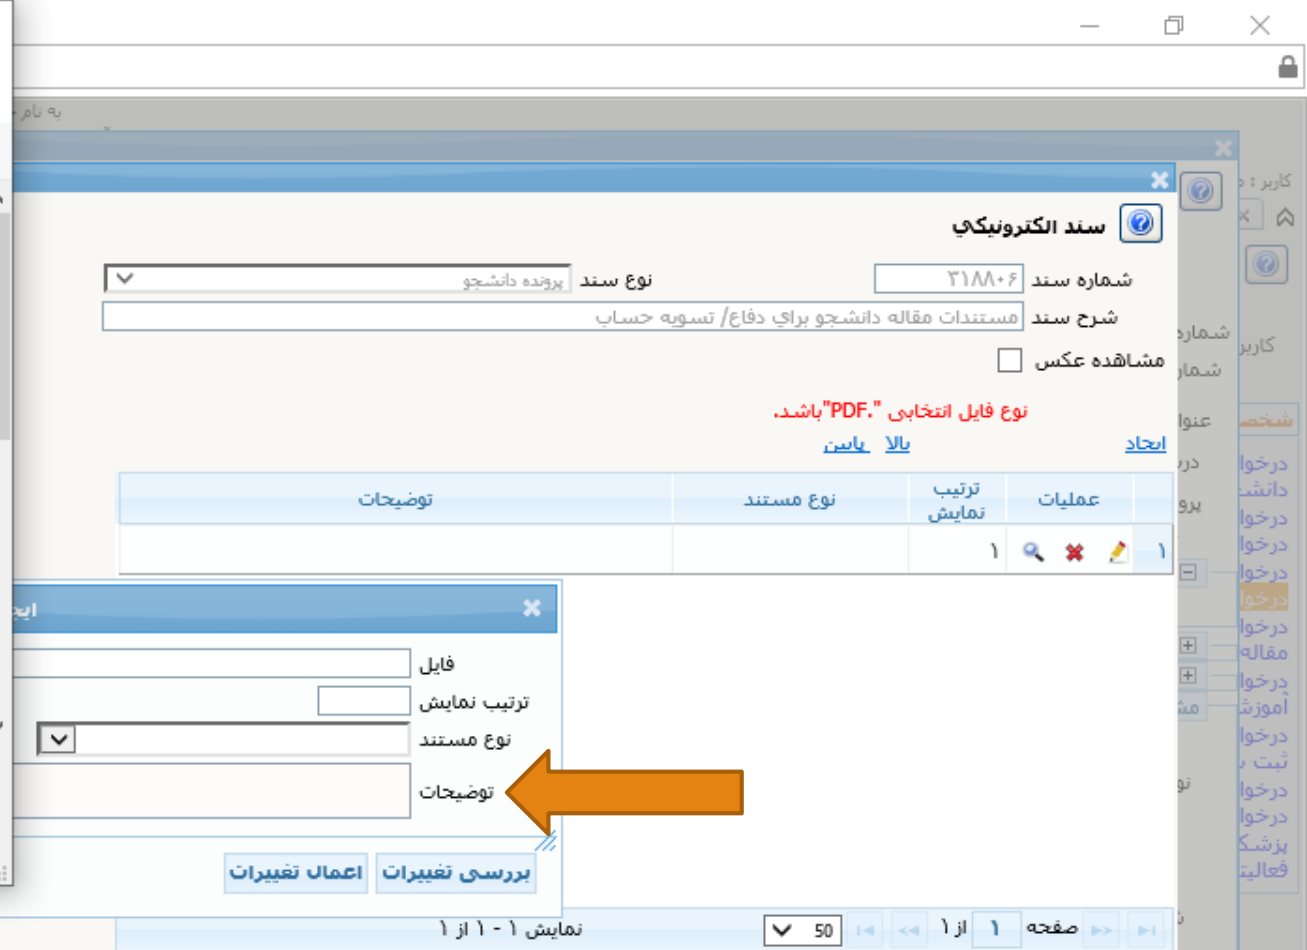 به نام
کاربر :
سند الکترونيکي
شماره سند ۳۱۸۸۰۶ نوع سند پرونده دانشجو
شرح سند مستندات مقاله دانشجو براي دفاع/ تسويه حساب
مشاهده عکس
نوع فایل انتخابی ".PDF"باشد.
ایجاد بالا پایین
عملیات ترتیب نمایش نوع مستند توضیحات
۱ ۱
فایل
ترتیب نمایش
نوع مستند
توضیحات
بررسی تغییرات اعمال تغییرات
صفحه ۱ از ۱ 50 نمایش ۱ - ۱ از ۱
شماره
کاربر
مقاله